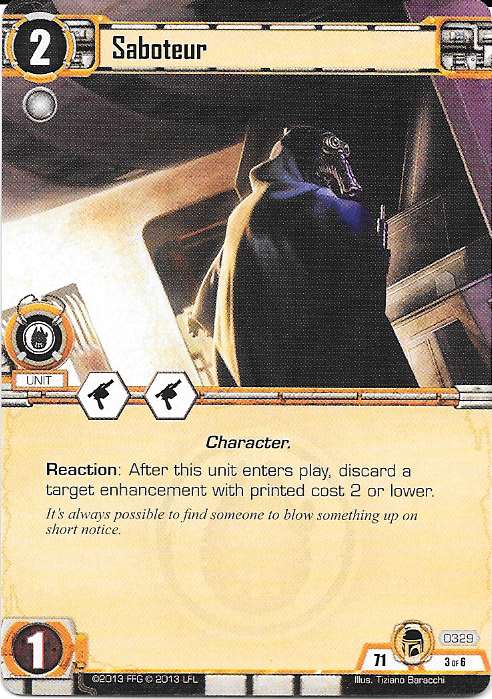 2
Saboteur
UNIT
Character.
Reaction: After this unit enters play, discard a
target enhancement with printed cost 2 or lower.
It's always possible to find someone to blow something up on
short notice.
1
71
0329
3 OF 6
©2013 FFG © 2013 LFL
Illus. Tiziano Baracchi